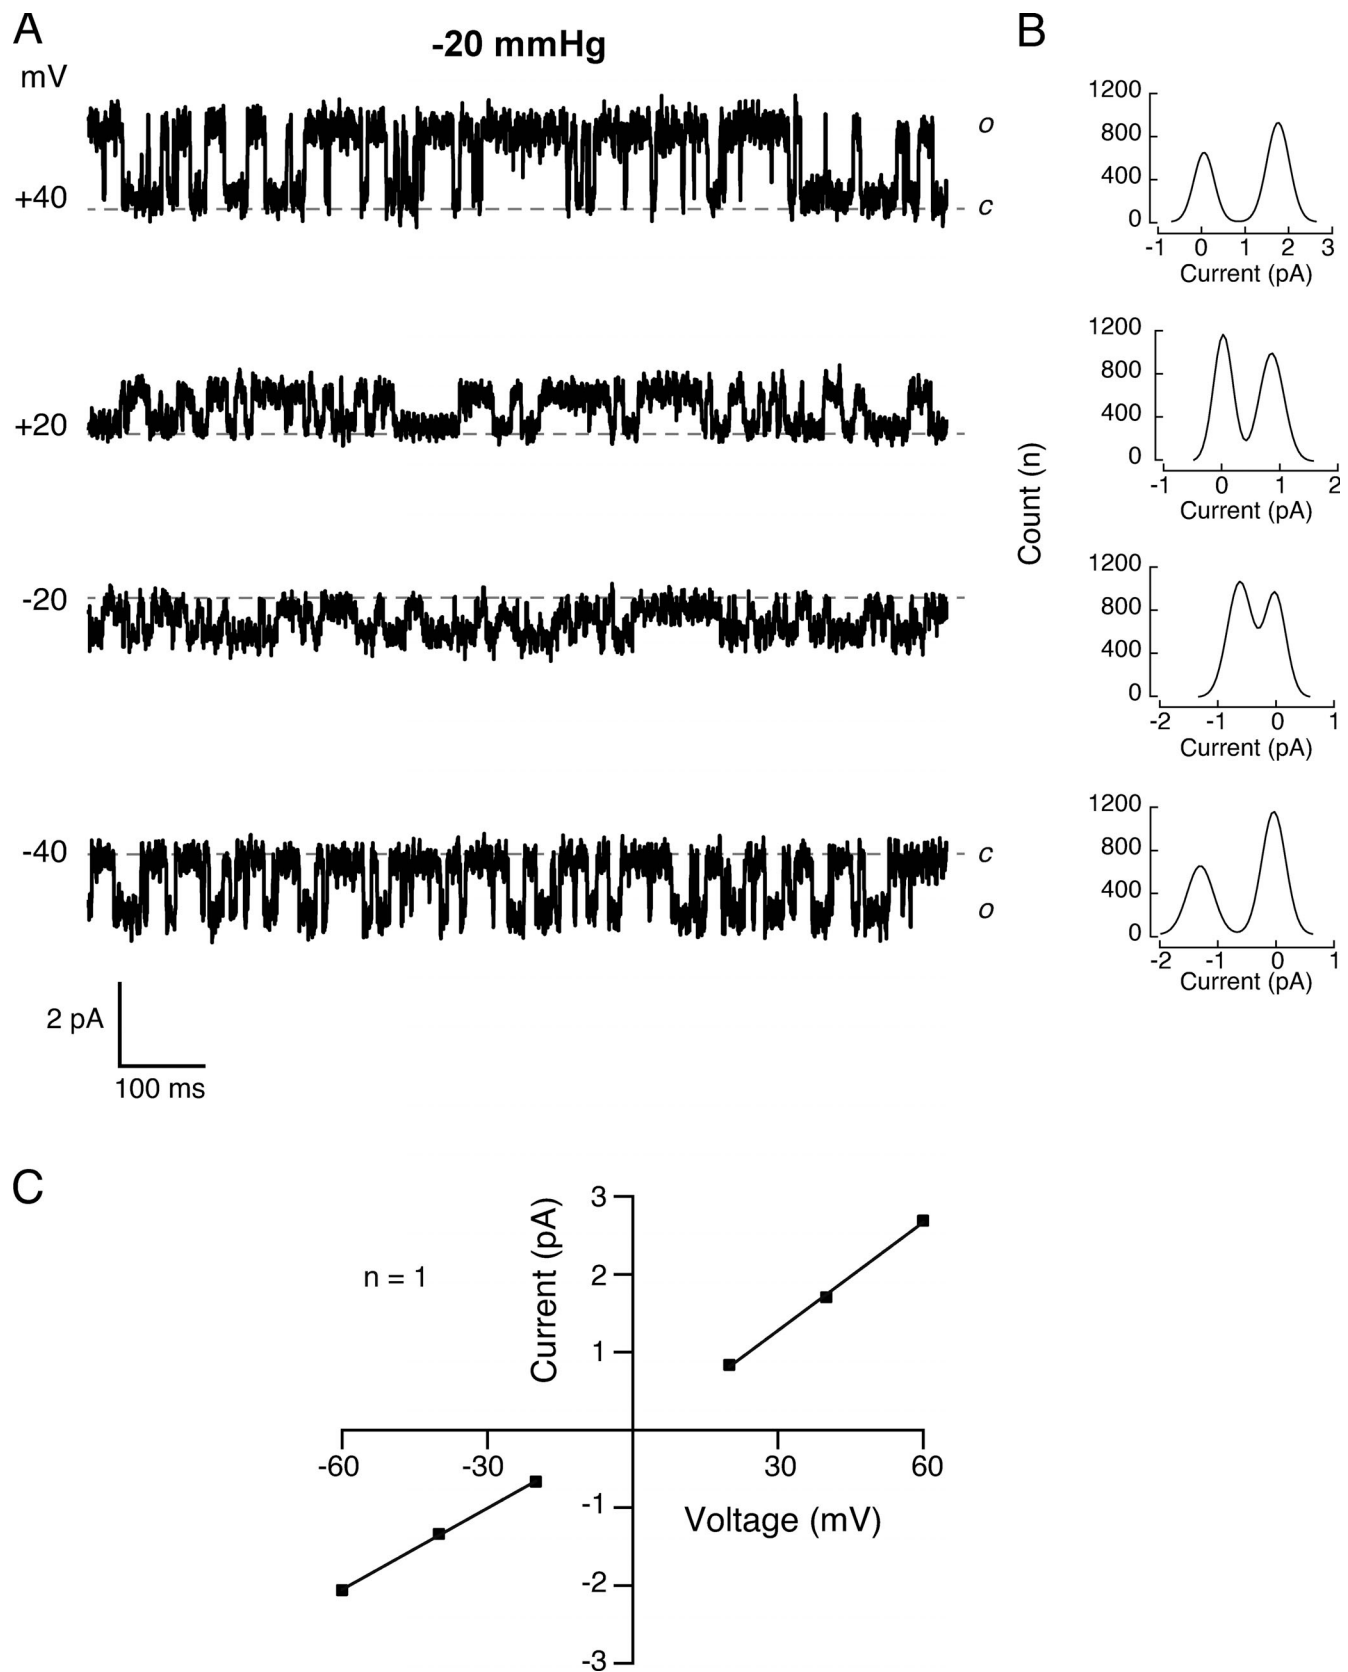 A
-20 mmHg
B
mV
+40
o
c
+20
-20
-40
c
o
2 pA
100 ms
Count (n)
1200
800
400
0
-1 0 1 2 3
Current (pA)
1200
800
400
0
-1 0 1 2
Current (pA)
1200
800
400
0
-2 -1 0 1
Current (pA)
1200
800
400
0
-2 -1 0 1
Current (pA)
C
n = 1
Current (pA)
3
2
1
-60 -30 30 60
-1
-2
-3
Voltage (mV)